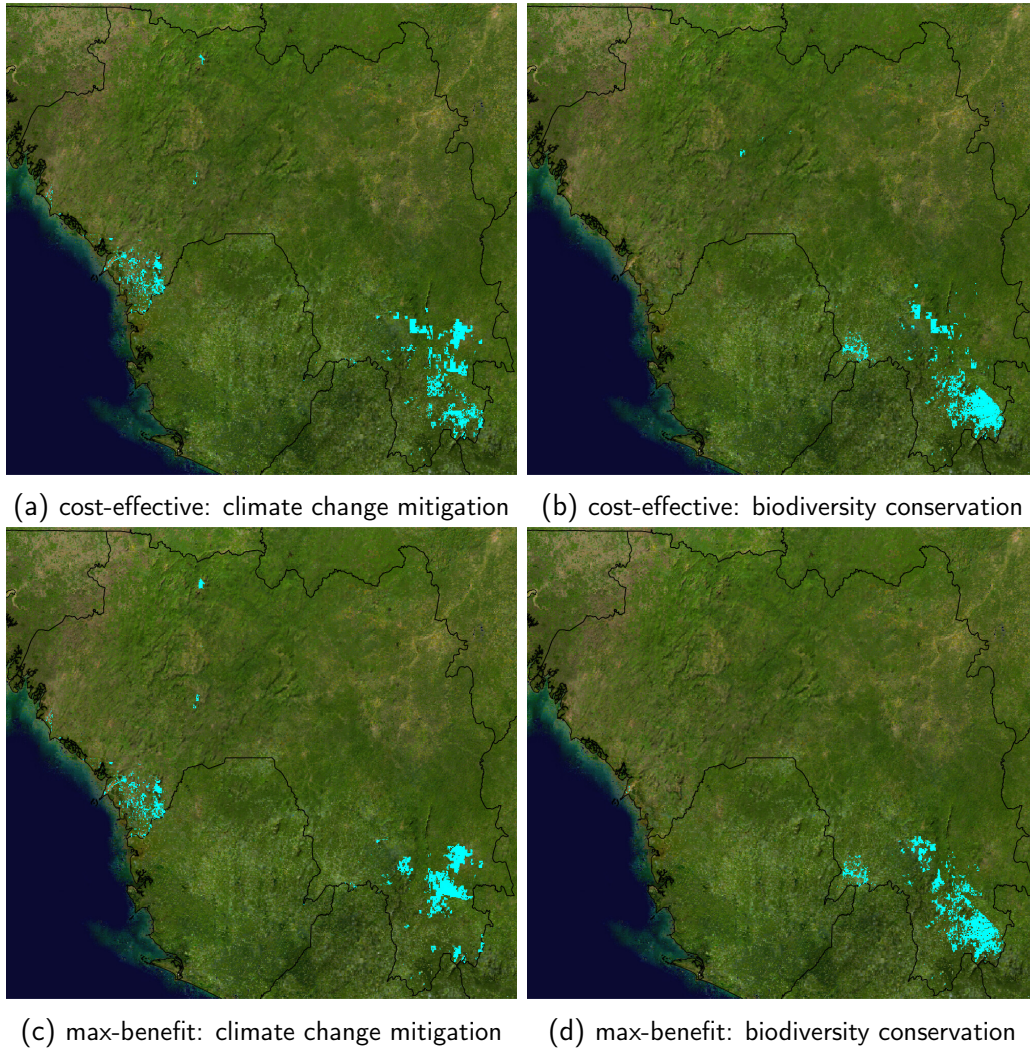 (a) cost-effective: climate change mitigation
(b) cost-effective: biodiversity conservation
(c) max-benefit: climate change mitigation
(d) max-benefit: biodiversity conservation